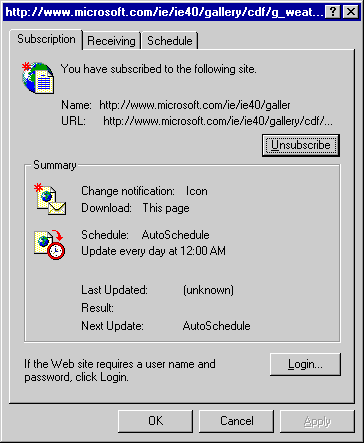 http://www.microsoft.com/ie/ie40/gallery/cdf/g_weat...
Subscription Receiving Schedule
You have subscribed to the following site.
Name: http://www.microsoft.com/ie/ie40/galler
URL: http://www.microsoft.com/ie/ie40/gallery/cdf/...
Unsubscribe
Summary
Change notification: Icon
Download: This page
Schedule: AutoSchedule
Update every day at 12:00 AM
Last Updated: (unknown)
Result:
Next Update: AutoSchedule
If the Web site requires a user name and
password, click Login.
Login...
OK Cancel Apply